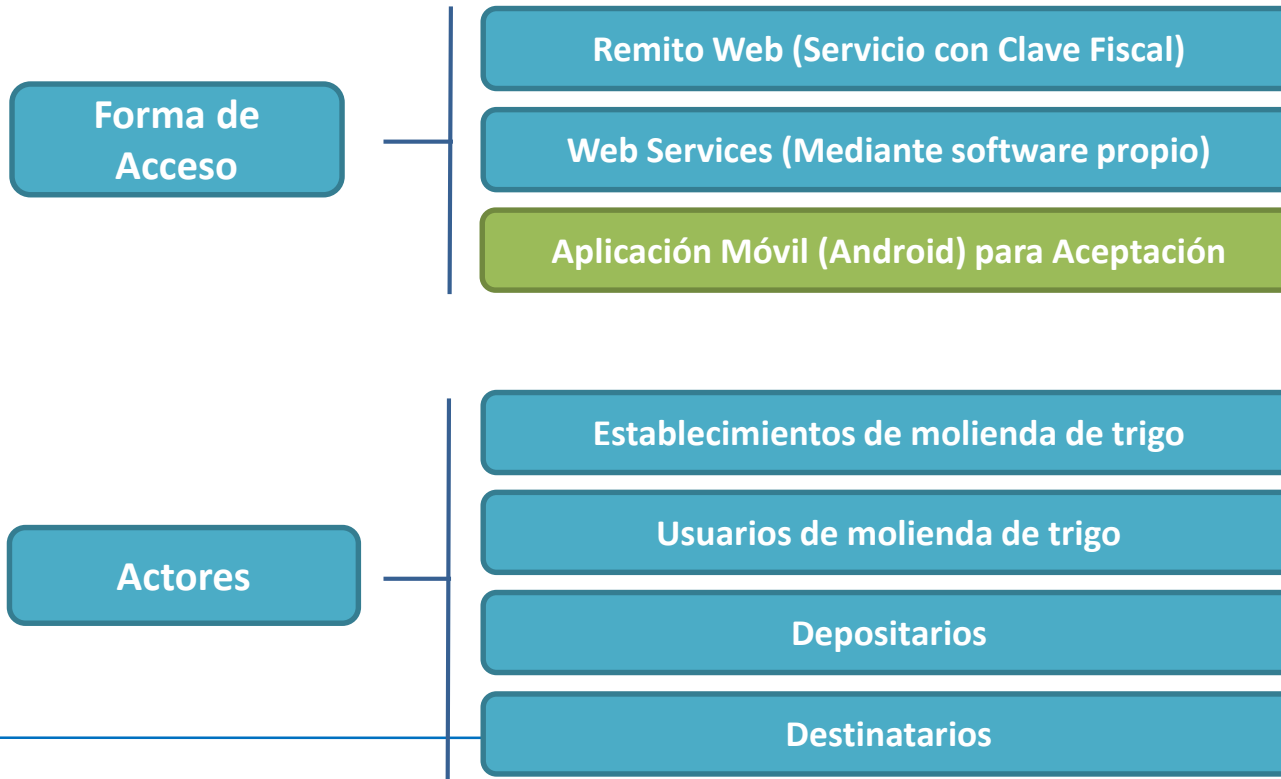 Forma de
Acceso
Remito Web (Servicio con Clave Fiscal)
Web Services (Mediante software propio)
Aplicación Móvil (Android) para Aceptación
Actores
Establecimientos de molienda de trigo
Usuarios de molienda de trigo
Depositarios
Destinatarios